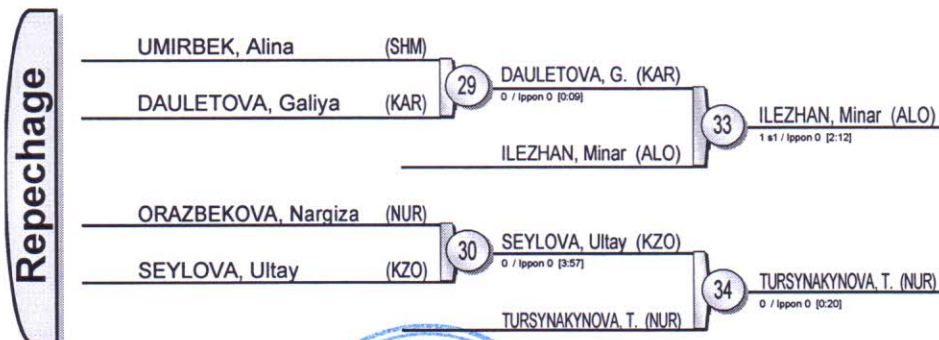 Repechage
UMIRBEK, Alina (SHM)
DAULETOVA, Galiya (KAR)
29
DAULETOVA, G. (KAR)
0 / Ippon 0 [0:09]
ILEZHAN, Minar (ALO)
33
ILEZHAN, Minar (ALO)
1 s1 / Ippon 0 [2:12]
ORAZBEKOVA, Nargiza (NUR)
SEYLOVA, Ultay (KZO)
30
SEYLOVA, Ultay (KZO)
0 / Ippon 0 [3:57]
TURSYNAKYNOVA, T. (NUR)
34
TURSYNAKYNOVA, T. (NUR)
0 / Ippon 0 [0:20]